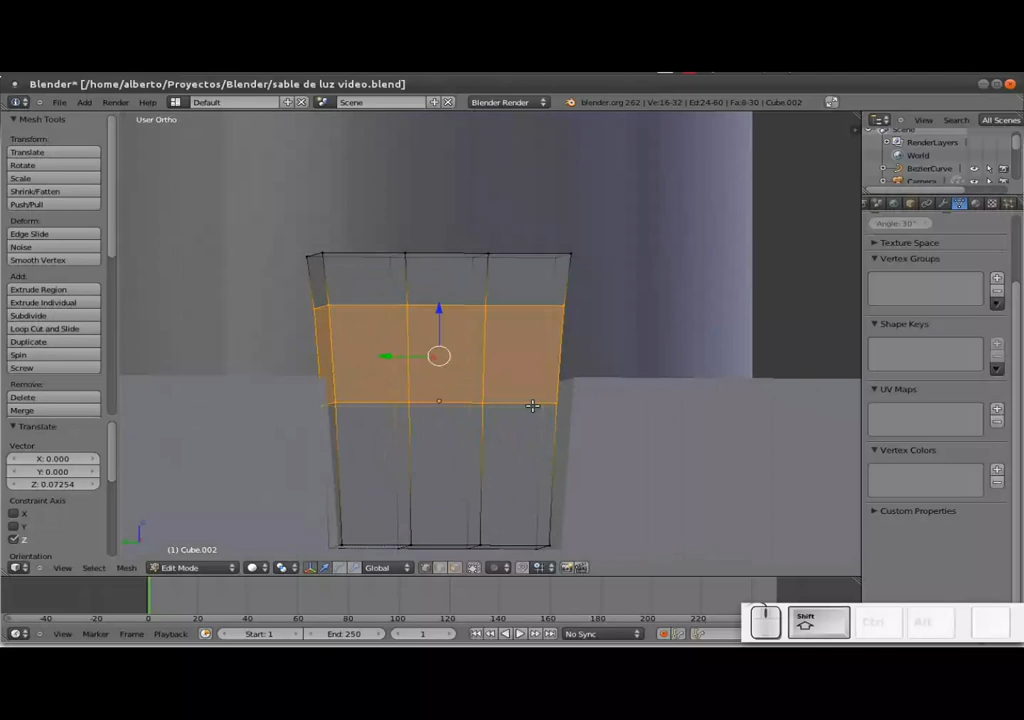 Blender* [/home/alberto/Proyectos/Blender/sable de luz video.blend]
File Add Render Help Default Scene Blender Render blender.org 262 | Ve:16-32 | Ed:24-60 | Fa:8-30 | Cube.002
Mesh Tools
User Ortho
View Search All Scenes
Scene
RenderLayers
World
BezierCurve
Camera
Transform:
Translate
Rotate
Scale
Shrink/Fatten
Push/Pull
Deform:
Edge Slide
Noise
Smooth Vertex
Add:
Extrude Region
Extrude Individual
Subdivide
Loop Cut and Slide
Duplicate
Spin
Screw
Remove:
Delete
Merge
Translate
Vector
X: 0.000
Y: 0.000
Z: 0.07254
Constraint Axis
X
Y
Z
Orientation
Angle: 30°
Texture Space
Vertex Groups
Shape Keys
UV Maps
Vertex Colors
Custom Properties
(1) Cube.002
View Select Mesh Edit Mode Global
-40 -20 0 20 40 60 80 100 120 140 160 180 200 220
View Marker Frame Playback Start: 1 End: 250 1 No Sync
Shift
Ctrl
Alt